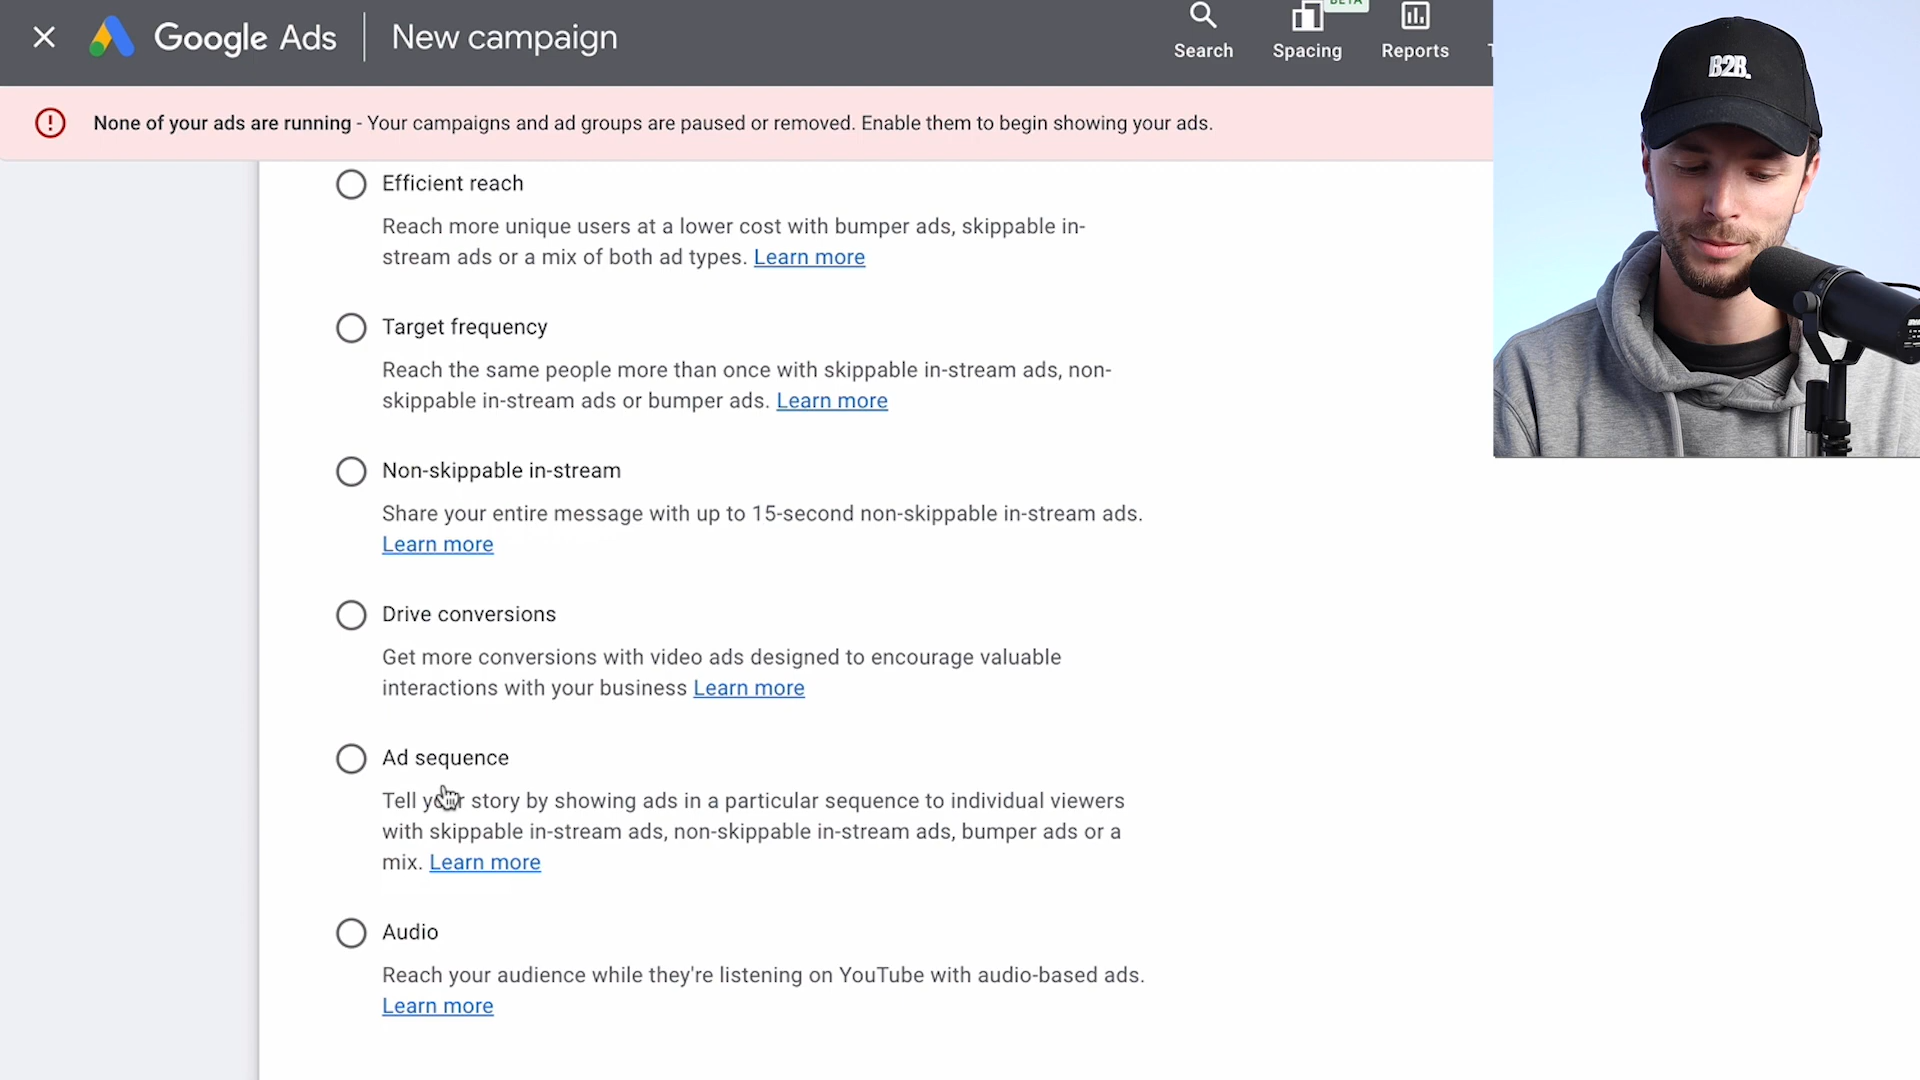 Google Ads New campaign
BETA
Search Spacing Reports
None of your ads are running - Your campaigns and ad groups are paused or removed. Enable them to begin showing your ads.
B2B.
Efficient reach
Reach more unique users at a lower cost with bumper ads, skippable in-
stream ads or a mix of both ad types. Learn more
Target frequency
Reach the same people more than once with skippable in-stream ads, non-
skippable in-stream ads or bumper ads. Learn more
Non-skippable in-stream
Share your entire message with up to 15-second non-skippable in-stream ads.
Learn more
Drive conversions
Get more conversions with video ads designed to encourage valuable
interactions with your business Learn more
Ad sequence
Tell your story by showing ads in a particular sequence to individual viewers
with skippable in-stream ads, non-skippable in-stream ads, bumper ads or a
mix. Learn more
Audio
Reach your audience while they're listening on YouTube with audio-based ads.
Learn more